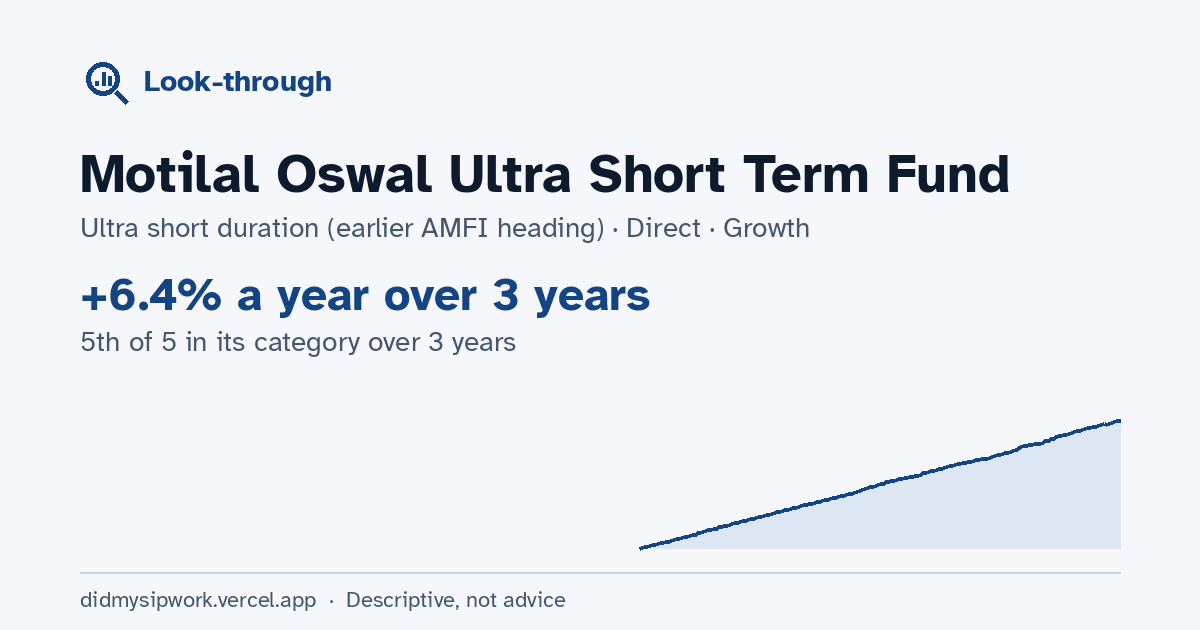 Look-through
Motilal Oswal Ultra Short Term Fund
Ultra short duration (earlier AMFI heading) · Direct · Growth
+6.4% a year over 3 years
5th of 5 in its category over 3 years
didmysipwork.vercel.app · Descriptive, not advice